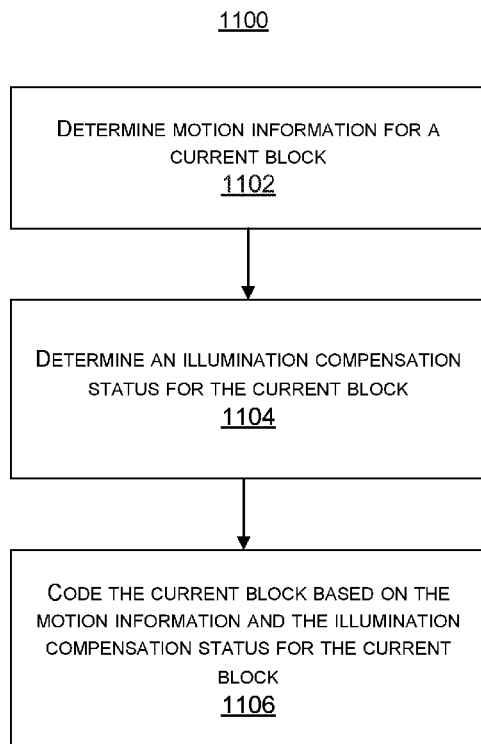 1100
DETERMINE MOTION INFORMATION FOR A
CURRENT BLOCK
1102
DETERMINE AN ILLUMINATION COMPENSATION
STATUS FOR THE CURRENT BLOCK
1104
CODE THE CURRENT BLOCK BASED ON THE
MOTION INFORMATION AND THE ILLUMINATION
COMPENSATION STATUS FOR THE CURRENT
BLOCK
1106